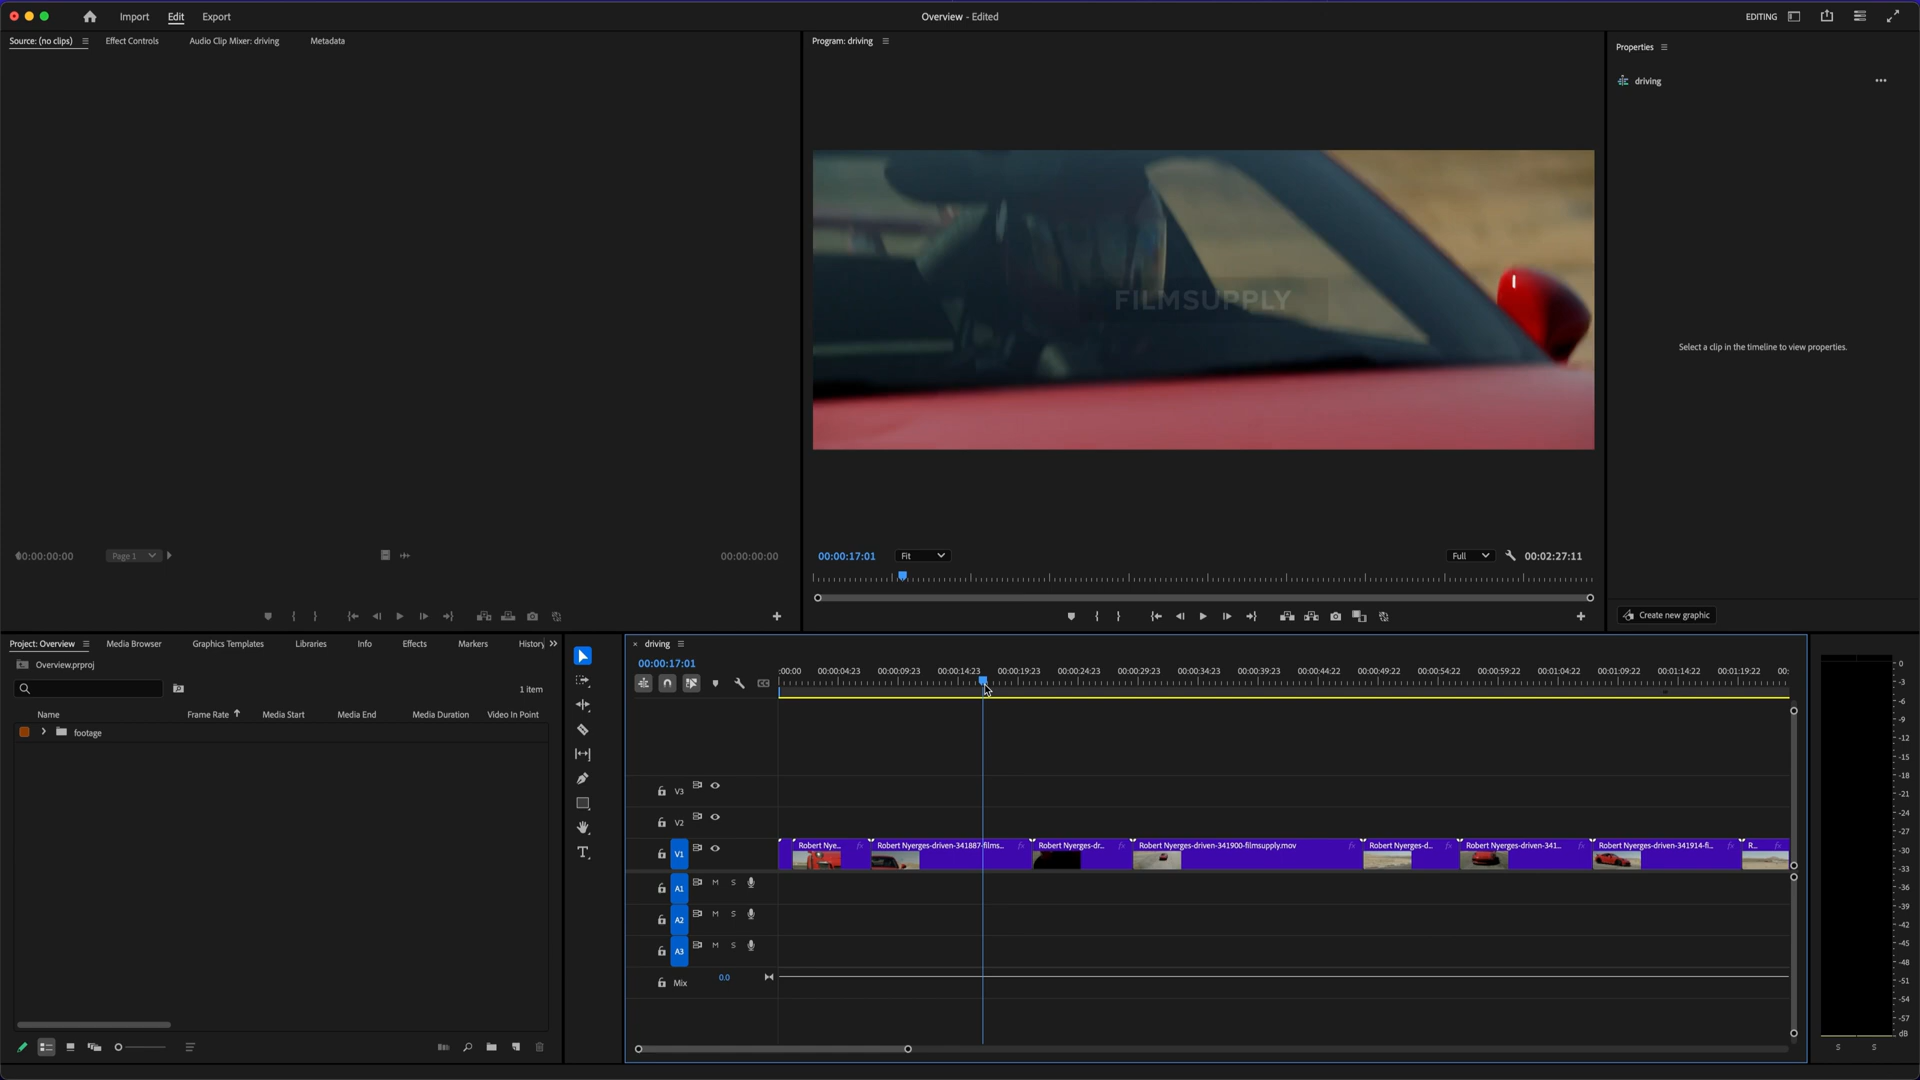 Import Edit Export
Overview - Edited
EDITING
Source: (no clips) Effect Controls Audio Clip Mixer: driving Metadata
Program: driving
Properties
driving
FILMSUPPLY
Select a clip in the timeline to view properties.
00:00:00:00 Page 1 00:00:00:00
00:00:17:01 Fit Full 00:02:27:11
Create new graphic
Project: Overview Media Browser Graphics Templates Libraries Info Effects Markers History
Overview.prproj
1 item
Name Frame Rate Media Start Media End Media Duration Video In Point
footage
driving
00:00:17:01
:00:00 00:00:04:23 00:00:09:23 00:00:14:23 00:00:19:23 00:00:24:23 00:00:29:23 00:00:34:23 00:00:39:23 00:00:44:22 00:00:49:22 00:00:54:22 00:00:59:22 00:01:04:22 00:01:09:22 00:01:14:22 00:01:19:22 00:
V3
V2
V1
Robert Nye... fx Robert Nyerges-driven-341887-films... fx Robert Nyerges-dr... fx Robert Nyerges-driven-341900-filmsupply.mov fx Robert Nyerges-d... fx Robert Nyerges-driven-341... fx Robert Nyerges-driven-341914-fi... fx R...
A1 M S
A2 M S
A3 M S
Mix 0.0
0
-3
-6
-9
-12
-15
-18
-21
-24
-27
-30
-33
-36
-39
-42
-45
-48
-51
-54
-57
dB
S S